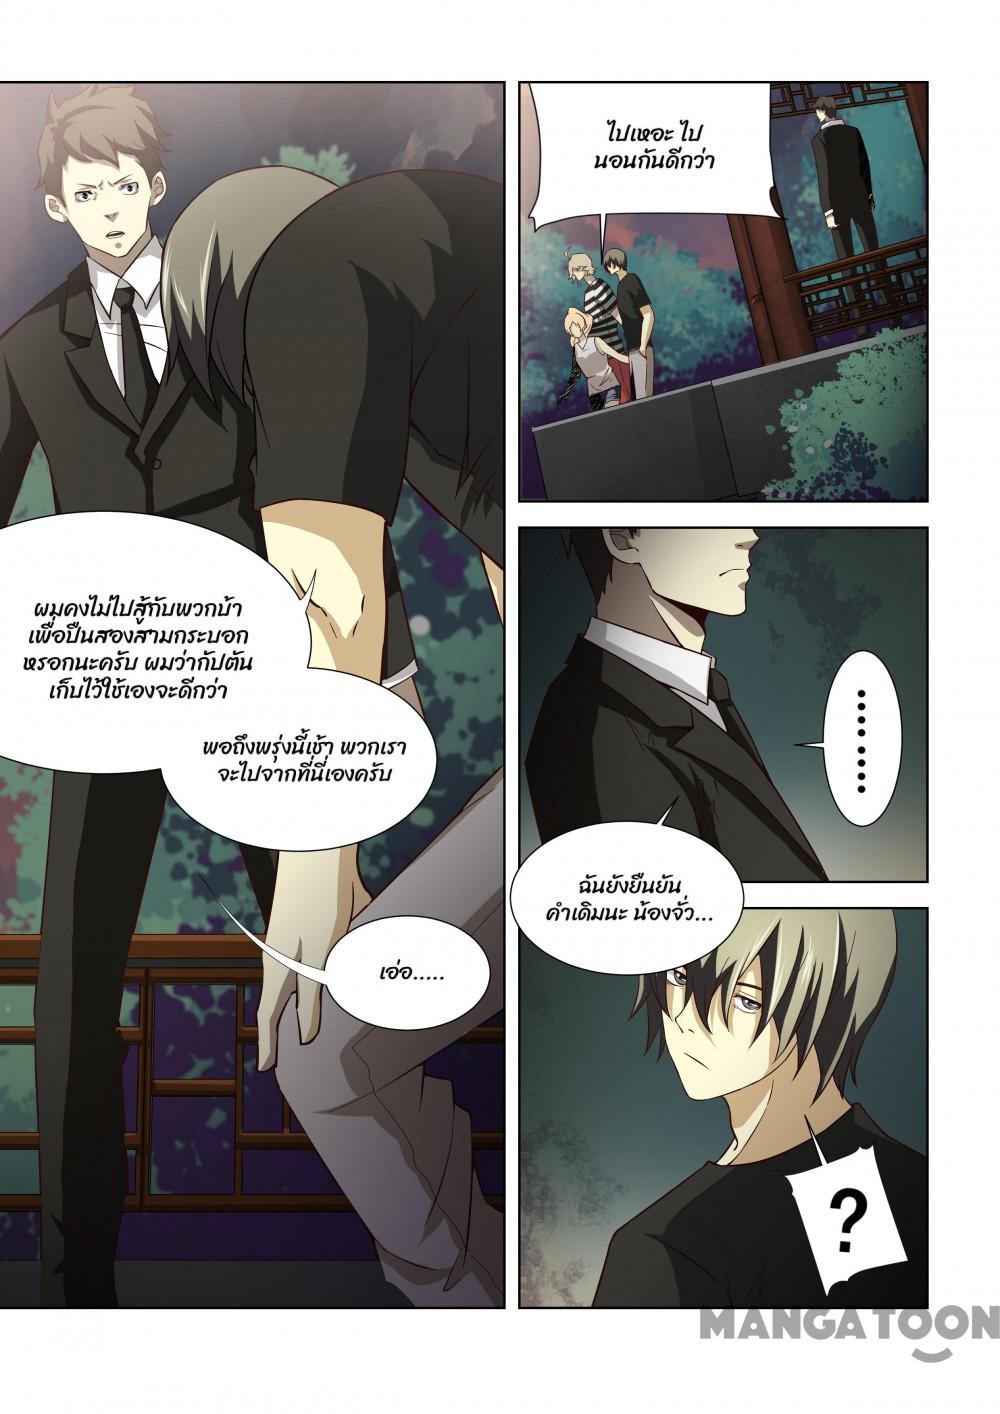 ผมคงไม่ไปสู้กับพวกบ้า
เพื่อปืนสองสามกระบอก
หรอกนะครับ ผมว่ากัปตัน
เก็บไว้ใช้เองจะดีกว่า
พอถึงพรุ่งนี้เช้า พวกเรา
จะไปจากที่นี่เองครับ
เอ่อ.....
ไปเหอะ ไป
นอนกันดีกว่า
.........
ฉันยังยืนยัน
คำเดิมนะ น้องจั่ว...
?
MANGATOON